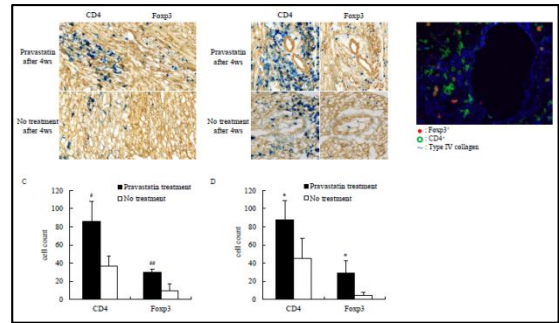 CD4 Foxp3 CD4 Foxp3
Pravastatin
after 4ws
Pravastatin
after 4ws
No treatment
after 4ws
No treatment
after 4ws
: Foxp3+
: CD4+
: Type IV collagen
C
120
100
80
60
40
20
0
cell count
#
##
Pravastatin treatment
No treatment
CD4 Foxp3
D
120
100
80
60
40
20
0
cell count
*
*
Pravastatin treatment
No treatment
CD4 Foxp3